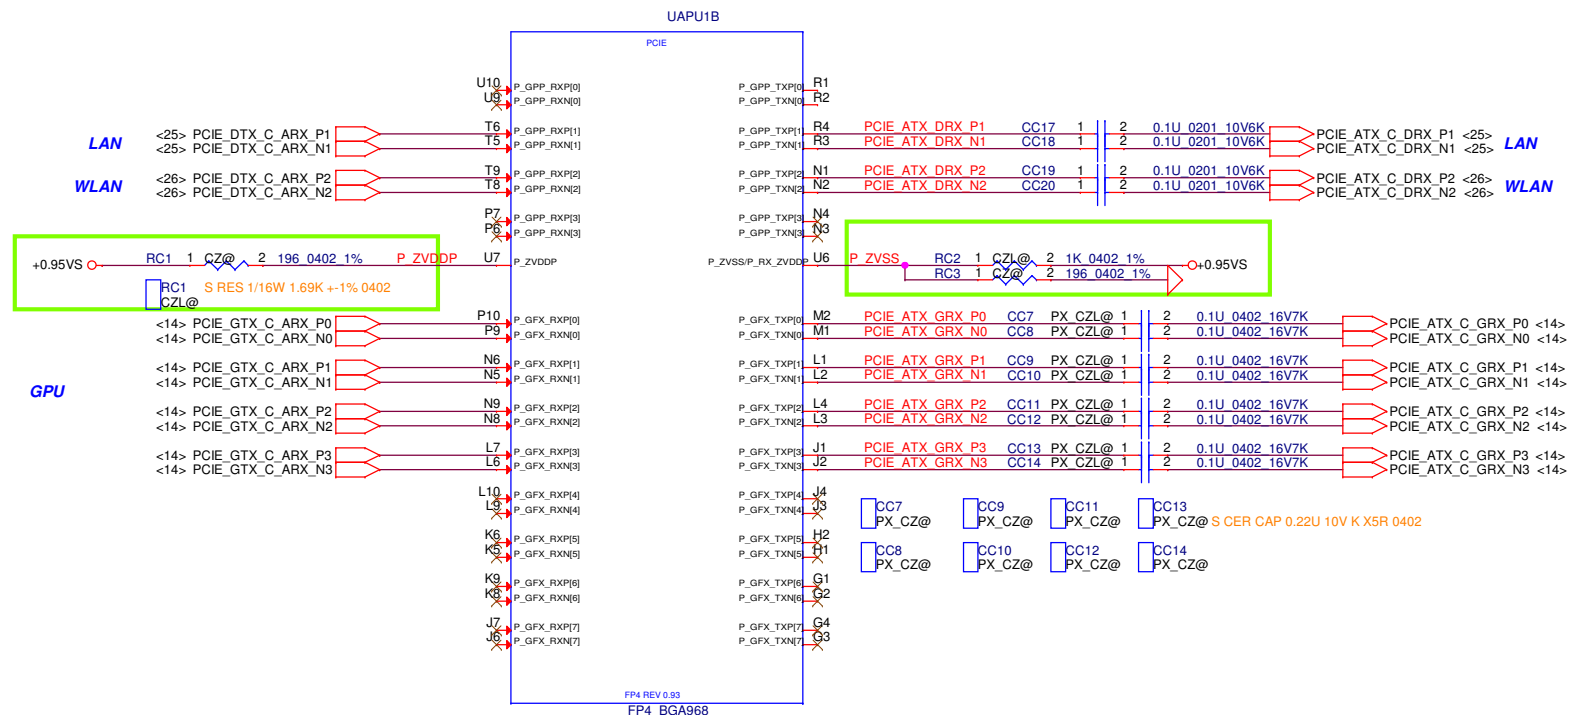 UAPU1B
PCIE
U10 P_GPP_RXP[0] P_GPP_TXP[0] R1
U9 P_GPP_RXN[0] P_GPP_TXN[0] R2
LAN <25> PCIE_DTX_C_ARX_P1 T6 P_GPP_RXP[1] P_GPP_TXP[1] R4 PCIE_ATX_DRX_P1 CC17 1 2 0.1U_0201_10V6K PCIE_ATX_C_DRX_P1 <25> LAN
<25> PCIE_DTX_C_ARX_N1 T5 P_GPP_RXN[1] P_GPP_TXN[1] R3 PCIE_ATX_DRX_N1 CC18 1 2 0.1U_0201_10V6K PCIE_ATX_C_DRX_N1 <25>
WLAN <26> PCIE_DTX_C_ARX_P2 T9 P_GPP_RXP[2] P_GPP_TXP[2] N1 PCIE_ATX_DRX_P2 CC19 1 2 0.1U_0201_10V6K PCIE_ATX_C_DRX_P2 <26> WLAN
<26> PCIE_DTX_C_ARX_N2 T8 P_GPP_RXN[2] P_GPP_TXN[2] N2 PCIE_ATX_DRX_N2 CC20 1 2 0.1U_0201_10V6K PCIE_ATX_C_DRX_N2 <26>
P7 P_GPP_RXP[3] P_GPP_TXP[3] N4
P6 P_GPP_RXN[3] P_GPP_TXN[3] N3
+0.95VS RC1 1 CZ@ 2 196_0402_1% P_ZVDDP U7 P_ZVDDP P_ZVSS/P_RX_ZVDDP U6 P_ZVSS RC2 1 CZL@ 2 1K_0402_1% +0.95VS
RC3 1 CZ@ 2 196_0402_1%
RC1 S RES 1/16W 1.69K +-1% 0402
CZL@
<14> PCIE_GTX_C_ARX_P0 P10 P_GFX_RXP[0] P_GFX_TXP[0] M2 PCIE_ATX_GRX_P0 CC7 PX_CZL@ 1 2 0.1U_0402_16V7K PCIE_ATX_C_GRX_P0 <14>
<14> PCIE_GTX_C_ARX_N0 P9 P_GFX_RXN[0] P_GFX_TXN[0] M1 PCIE_ATX_GRX_N0 CC8 PX_CZL@ 1 2 0.1U_0402_16V7K PCIE_ATX_C_GRX_N0 <14>
<14> PCIE_GTX_C_ARX_P1 N6 P_GFX_RXP[1] P_GFX_TXP[1] L1 PCIE_ATX_GRX_P1 CC9 PX_CZL@ 1 2 0.1U_0402_16V7K PCIE_ATX_C_GRX_P1 <14>
<14> PCIE_GTX_C_ARX_N1 N5 P_GFX_RXN[1] P_GFX_TXN[1] L2 PCIE_ATX_GRX_N1 CC10 PX_CZL@ 1 2 0.1U_0402_16V7K PCIE_ATX_C_GRX_N1 <14>
GPU
<14> PCIE_GTX_C_ARX_P2 N9 P_GFX_RXP[2] P_GFX_TXP[2] L4 PCIE_ATX_GRX_P2 CC11 PX_CZL@ 1 2 0.1U_0402_16V7K PCIE_ATX_C_GRX_P2 <14>
<14> PCIE_GTX_C_ARX_N2 N8 P_GFX_RXN[2] P_GFX_TXN[2] L3 PCIE_ATX_GRX_N2 CC12 PX_CZL@ 1 2 0.1U_0402_16V7K PCIE_ATX_C_GRX_N2 <14>
<14> PCIE_GTX_C_ARX_P3 L7 P_GFX_RXP[3] P_GFX_TXP[3] J1 PCIE_ATX_GRX_P3 CC13 PX_CZL@ 1 2 0.1U_0402_16V7K PCIE_ATX_C_GRX_P3 <14>
<14> PCIE_GTX_C_ARX_N3 L6 P_GFX_RXN[3] P_GFX_TXN[3] J2 PCIE_ATX_GRX_N3 CC14 PX_CZL@ 1 2 0.1U_0402_16V7K PCIE_ATX_C_GRX_N3 <14>
L10 P_GFX_RXP[4] P_GFX_TXP[4] J4
L9 P_GFX_RXN[4] P_GFX_TXN[4] J3
CC7 CC9 CC11 CC13
PX_CZ@ PX_CZ@ PX_CZ@ PX_CZ@ S CER CAP 0.22U 10V K X5R 0402
K6 P_GFX_RXP[5] P_GFX_TXP[5] H2
K5 P_GFX_RXN[5] P_GFX_TXN[5] H1
CC8 CC10 CC12 CC14
PX_CZ@ PX_CZ@ PX_CZ@ PX_CZ@
K9 P_GFX_RXP[6] P_GFX_TXP[6] G1
K8 P_GFX_RXN[6] P_GFX_TXN[6] G2
J7 P_GFX_RXP[7] P_GFX_TXP[7] G4
J6 P_GFX_RXN[7] P_GFX_TXN[7] G3
FP4 REV 0.93
FP4_BGA968